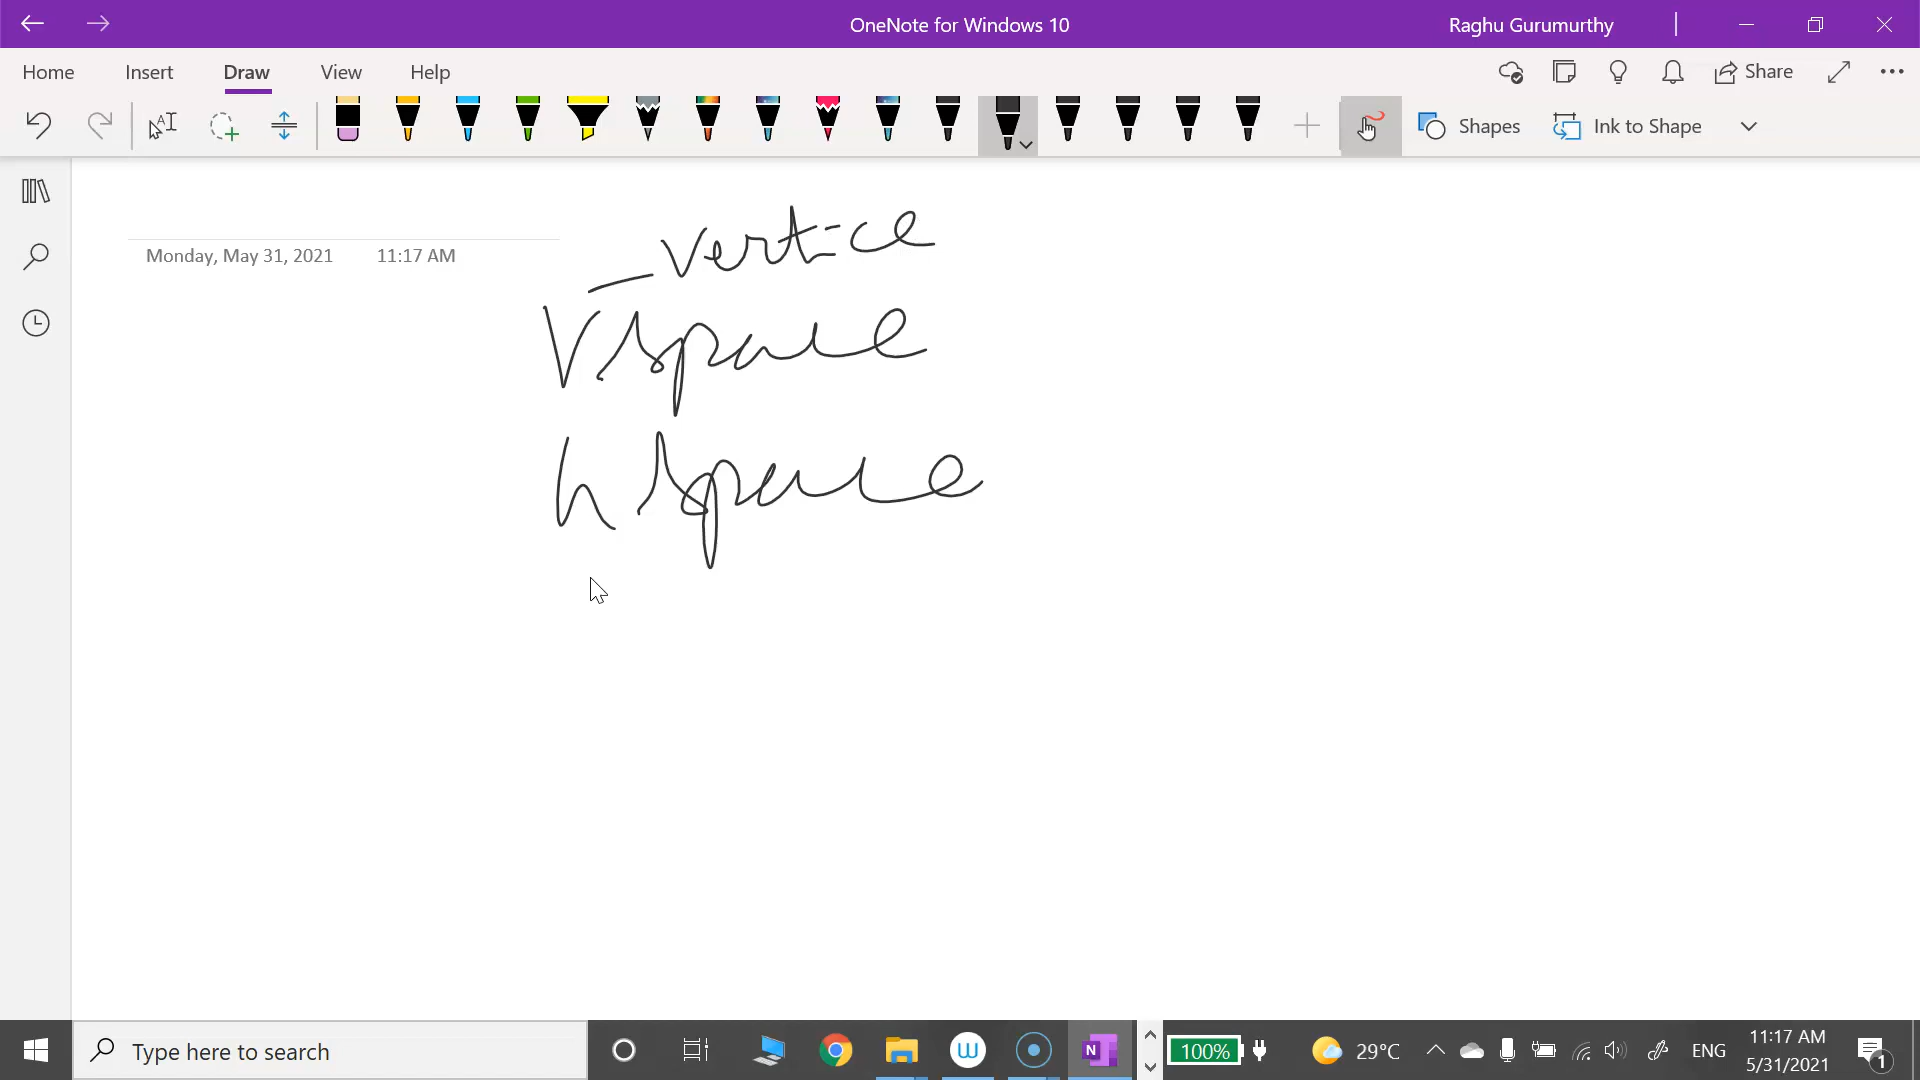 OneNote for Windows 10
Raghu Gurumurthy
Home Insert Draw View Help
Share
Shapes
Ink to Shape
Monday, May 31, 2021 11:17 AM
vertice
Vspace
hspace
Type here to search
100%
29°C
ENG
11:17 AM
5/31/2021
1